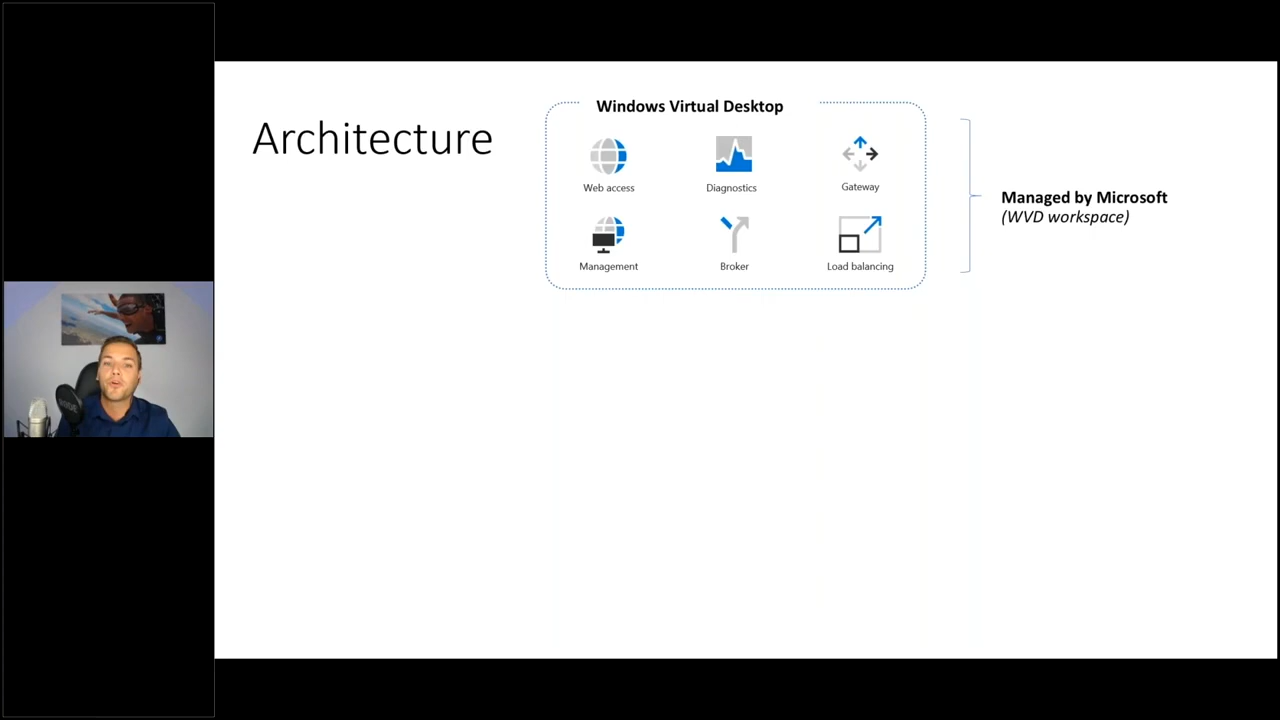 Architecture
Windows Virtual Desktop
Web access
Diagnostics
Gateway
Management
Broker
Load balancing
Managed by Microsoft
(WVD workspace)